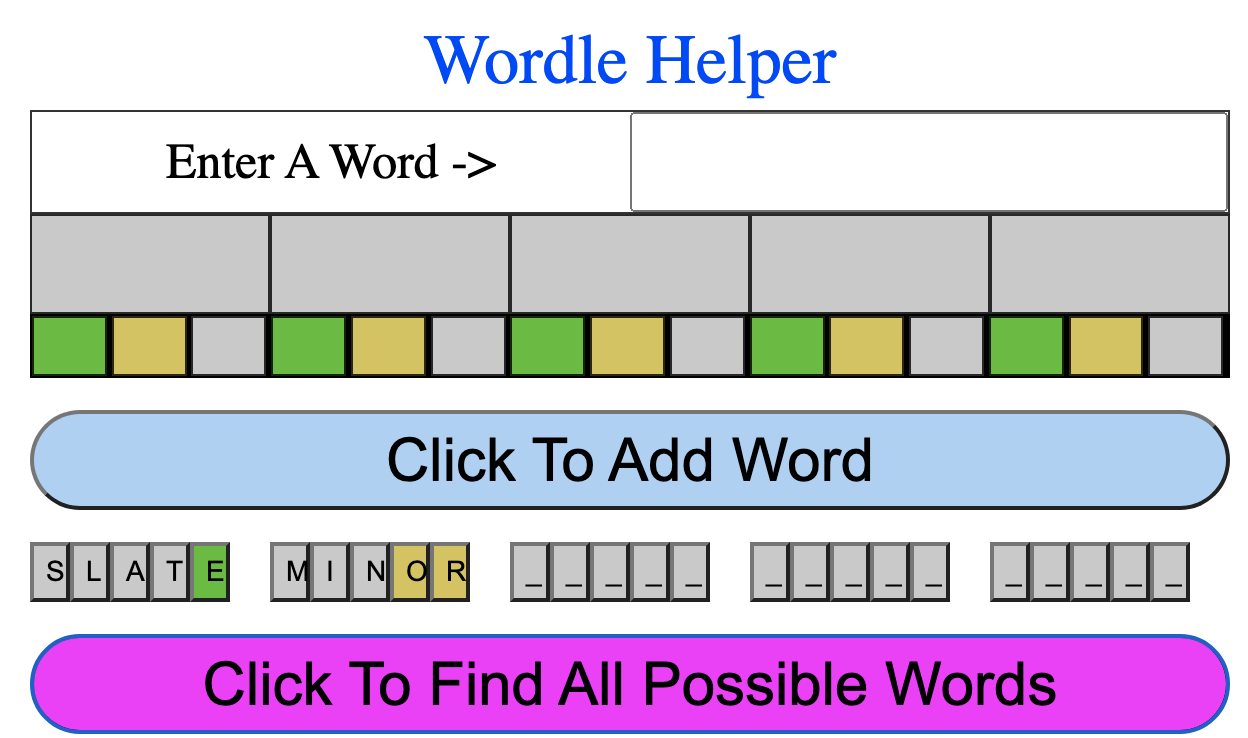 Wordle Helper
Enter A Word ->
Click To Add Word
S L A T E M I N O R _ _ _ _ _ _ _ _ _ _ _ _ _ _ _
Click To Find All Possible Words